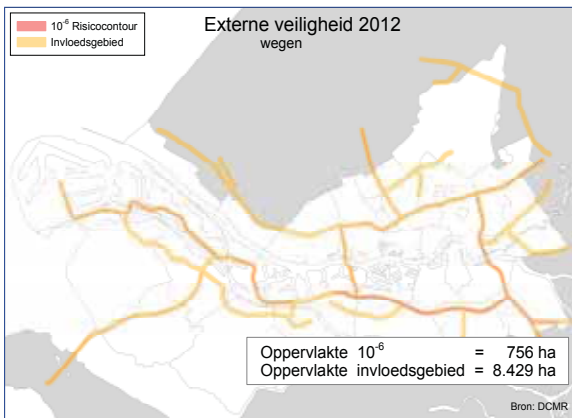 10⁻⁶ Risicocontour
Invloedsgebied
Externe veiligheid 2012
wegen
Oppervlakte 10⁻⁶ = 756 ha
Oppervlakte invloedsgebied = 8.429 ha
Bron: DCMR